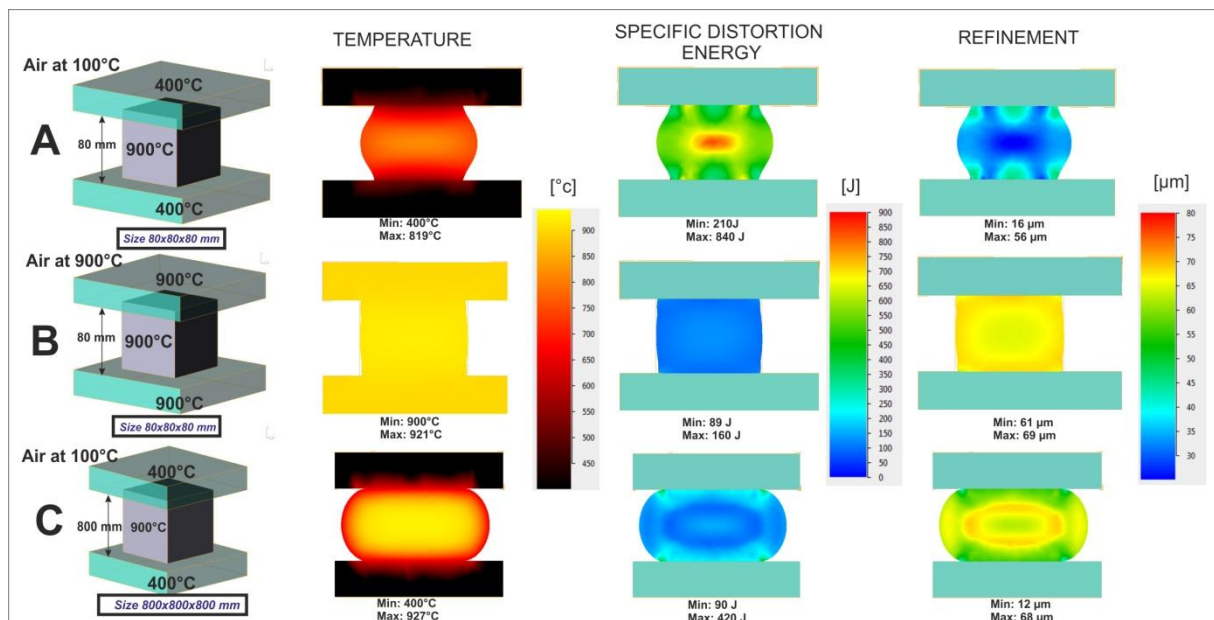 TEMPERATURE
SPECIFIC DISTORTION
ENERGY
REFINEMENT
Air at 100°C
400°C
A
80 mm
900°C
400°C
Size 80x80x80 mm
Min: 400°C
Max: 819°C
Min: 210J
Max: 840 J
Min: 16 µm
Max: 56 µm
Air at 900°C
900°C
B
80 mm
900°C
900°C
Size 80x80x80 mm
Min: 900°C
Max: 921°C
Min: 89 J
Max: 160 J
Min: 61 µm
Max: 69 µm
Air at 100°C
400°C
C
800 mm
900°C
400°C
Size 800x800x800 mm
Min: 400°C
Max: 927°C
Min: 90 J
Max: 420 J
Min: 12 µm
Max: 68 µm
[°c]
900
800
750
700
650
600
500
450
[J]
900
800
750
700
600
550
500
450
400
350
300
250
200
150
100
50
0
[µm]
80
75
70
65
60
55
50
45
40
35
30